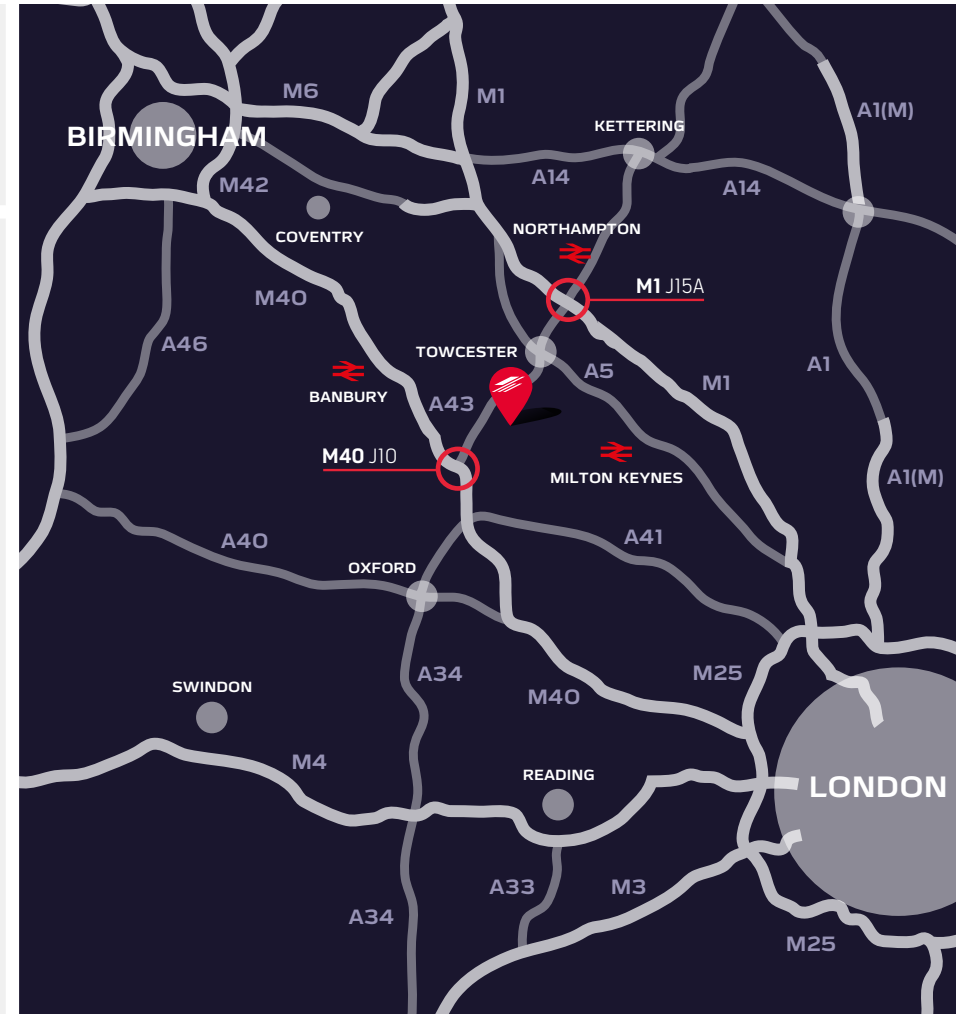 M6
M1
A1(M)
KETTERING
BIRMINGHAM
A14
A14
M42
COVENTRY
NORTHAMPTON
M1 J15A
M40
A46
TOWCESTER
A5
A1
M1
BANBURY
A43
M40 J10
MILTON KEYNES
A1(M)
A40
A41
OXFORD
A34
M25
SWINDON
M40
M4
READING
LONDON
A33
M3
A34
M25